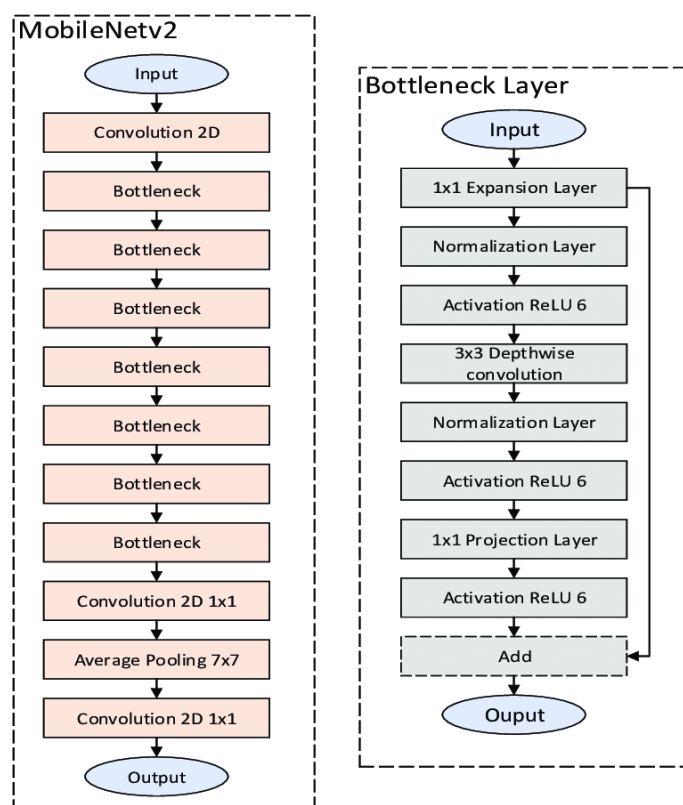 MobileNetv2
Input
Convolution 2D
Bottleneck
Bottleneck
Bottleneck
Bottleneck
Bottleneck
Bottleneck
Bottleneck
Convolution 2D 1x1
Average Pooling 7x7
Convolution 2D 1x1
Output
Bottleneck Layer
Input
1x1 Expansion Layer
Normalization Layer
Activation ReLU 6
3x3 Depthwise
convolution
Normalization Layer
Activation ReLU 6
1x1 Projection Layer
Activation ReLU 6
Add
Ouput